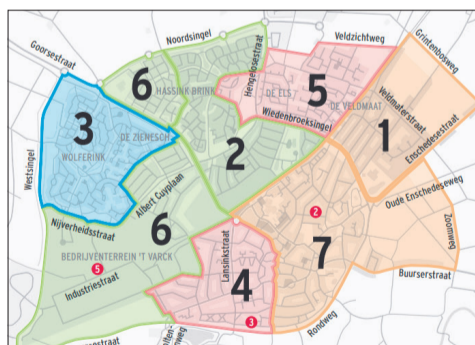 Goorsestraat
Noordsingel
Veldzichtweg
Grintenbosweg
6
HASSINK BRINK
Hengelosestraat
DE ELS
5
DE VELDMAAT
Wiedenbroeksingel
Veldmaterstraat
1
Enschedesestraat
3
DE ZIENESCH
WOLFERINK
2
Westsingel
Albert Cuyplaan
Oude Enschedeseweg
2
Nijverheidsstraat
6
7
Zoomweg
BEDRIJVENTERREIN 'T VARCK
Lansinkstraat
5
Industriestraat
4
Buurserstraat
3
Rondweg